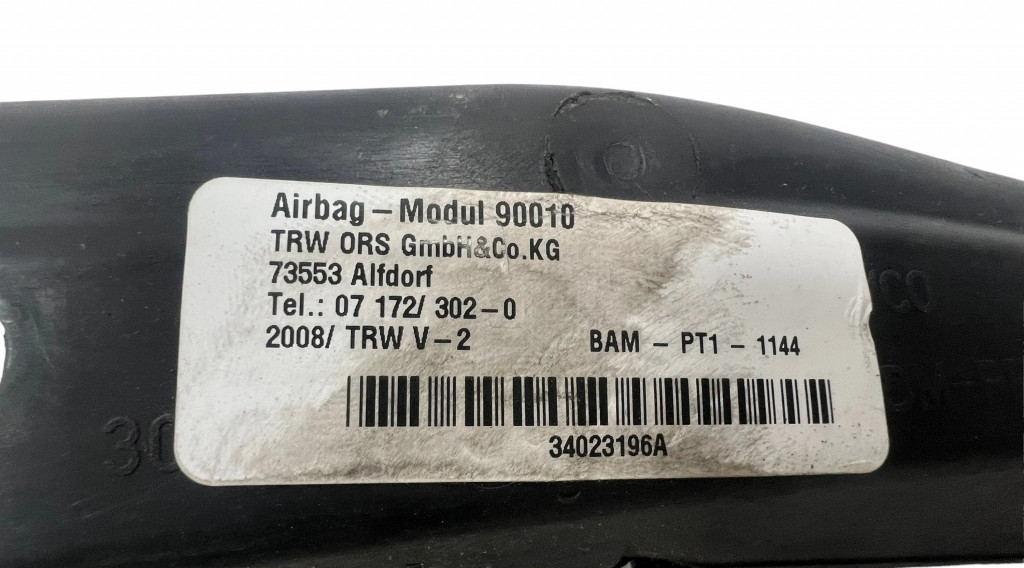 Airbag – Modul 90010
TRW ORS GmbH&Co.KG
73553 Alfdorf
Tel.: 07 172/ 302 – 0
2008/ TRW V – 2 BAM – PT1 – 1144
34023196A